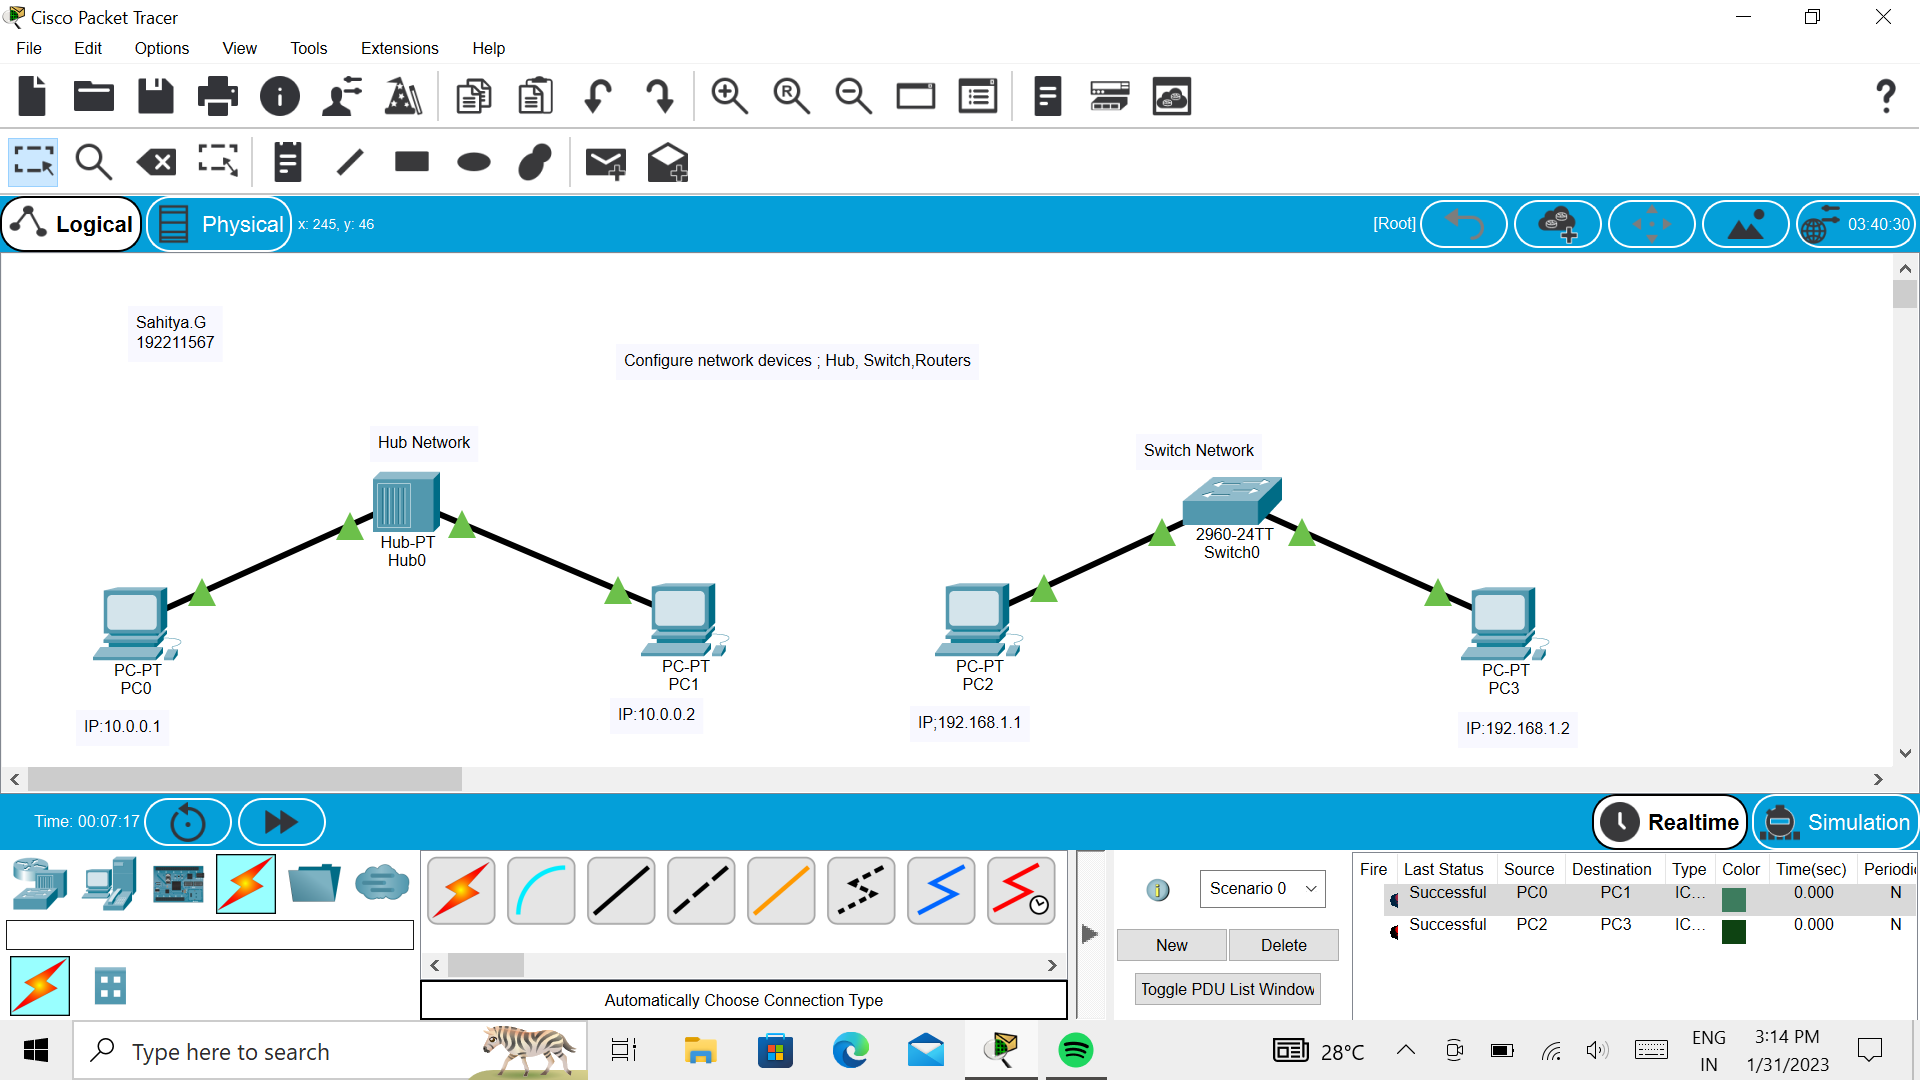 Cisco Packet Tracer
File Edit Options View Tools Extensions Help
Logical Physical x: 245, y: 46 [Root] 03:40:30
Sahitya.G
192211567
Configure network devices ; Hub, Switch,Routers
Hub Network
Switch Network
Hub-PT
Hub0
2960-24TT
Switch0
PC-PT
PC0
PC-PT
PC1
PC-PT
PC2
PC-PT
PC3
IP:10.0.0.1
IP:10.0.0.2
IP;192.168.1.1
IP:192.168.1.2
Time: 00:07:17 Realtime Simulation
Scenario 0
New Delete
Toggle PDU List Window
Fire Last Status Source Destination Type Color Time(sec) Periodic
Successful PC0 PC1 IC... 0.000 N
Successful PC2 PC3 IC... 0.000 N
Automatically Choose Connection Type
Type here to search
28°C
ENG
IN
3:14 PM
1/31/2023